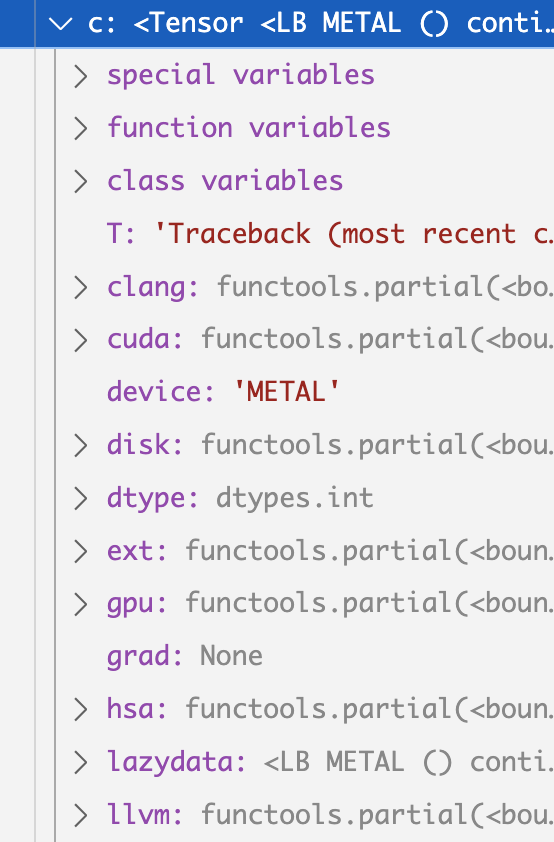 c: <Tensor <LB METAL () conti…
special variables
function variables
class variables
T: 'Traceback (most recent c…
clang: functools.partial(<bo…
cuda: functools.partial(<bou…
device: 'METAL'
disk: functools.partial(<bou…
dtype: dtypes.int
ext: functools.partial(<boun…
gpu: functools.partial(<boun…
grad: None
hsa: functools.partial(<boun…
lazydata: <LB METAL () conti…
llvm: functools.partial(<bou…